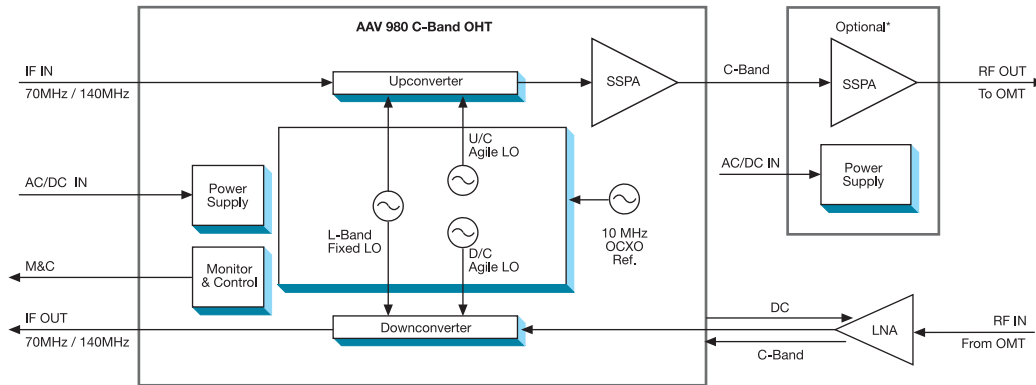 AAV 980 C-Band OHT
Optional*
IF IN
70MHz / 140MHz
Upconverter
SSPA
C-Band
SSPA
RF OUT
To OMT
U/C
Agile LO
AC/DC IN
Power
Supply
L-Band
Fixed LO
D/C
Agile LO
10 MHz
OCXO
Ref.
AC/DC IN
Power
Supply
M&C
Monitor
& Control
IF OUT
70MHz / 140MHz
Downconverter
DC
C-Band
LNA
RF IN
From OMT